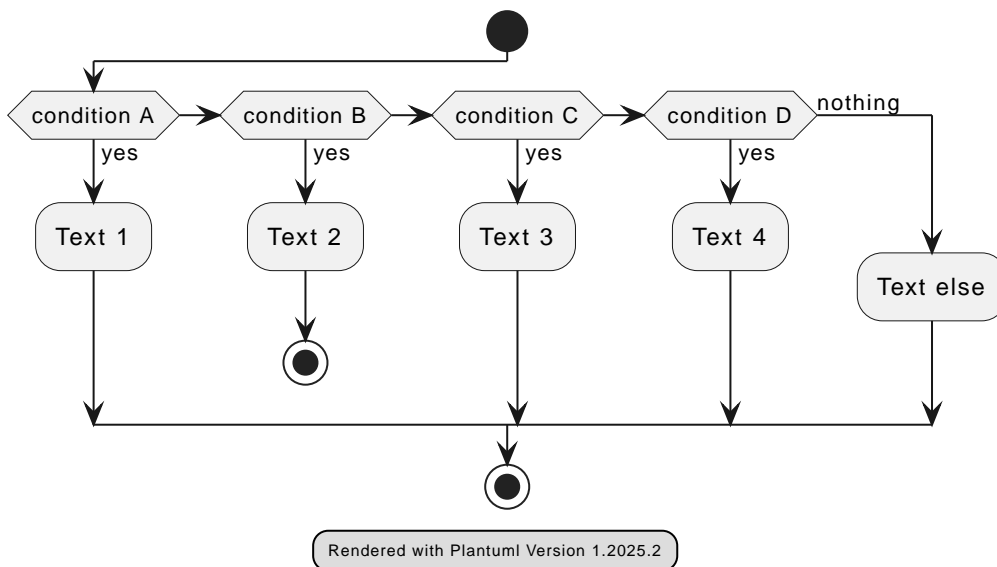 condition A
condition B
condition C
condition D
nothing
yes
yes
yes
yes
Text 1
Text 2
Text 3
Text 4
Text else
Rendered with Plantuml Version 1.2025.2